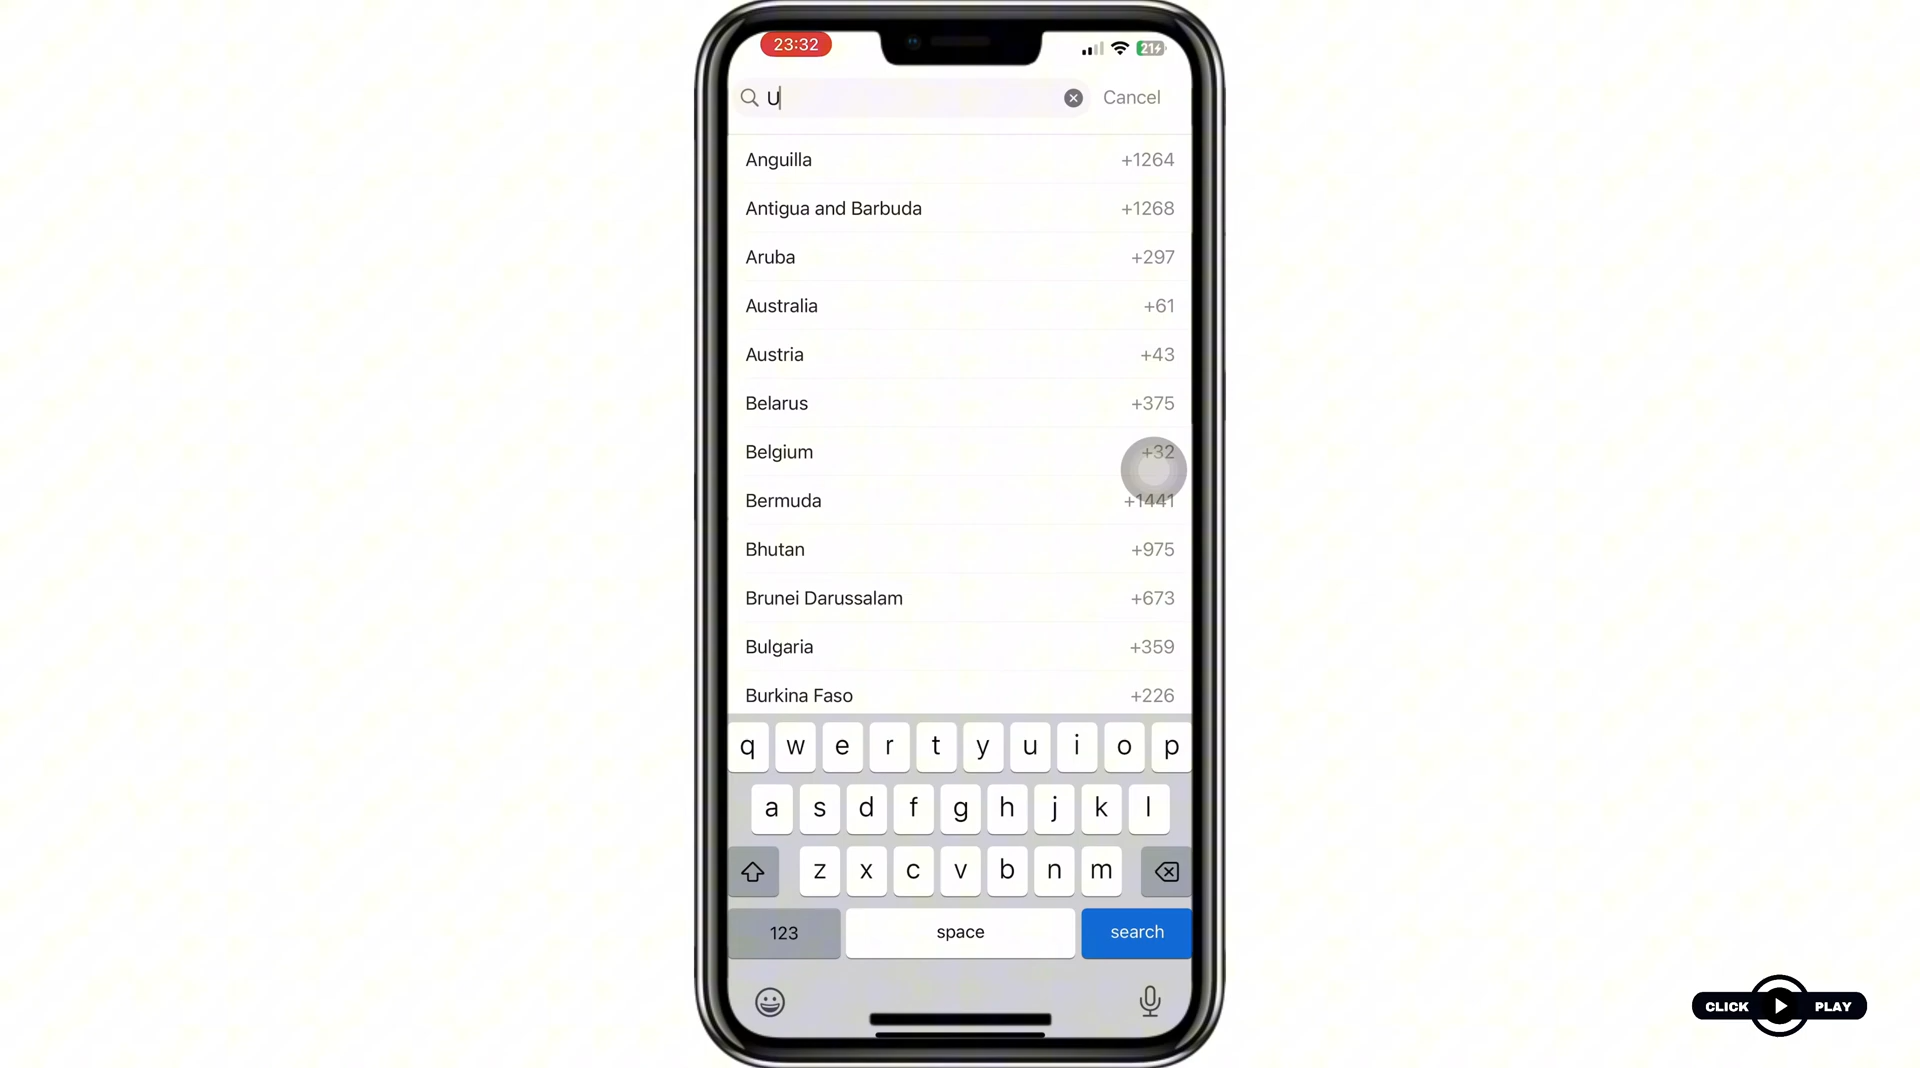 23:32
21
U
Cancel
Anguilla +1264
Antigua and Barbuda +1268
Aruba +297
Australia +61
Austria +43
Belarus +375
Belgium +32
Bermuda +1441
Bhutan +975
Brunei Darussalam +673
Bulgaria +359
Burkina Faso +226
q w e r t y u i o p
a s d f g h j k l
z x c v b n m
123 space search
CLICK PLAY